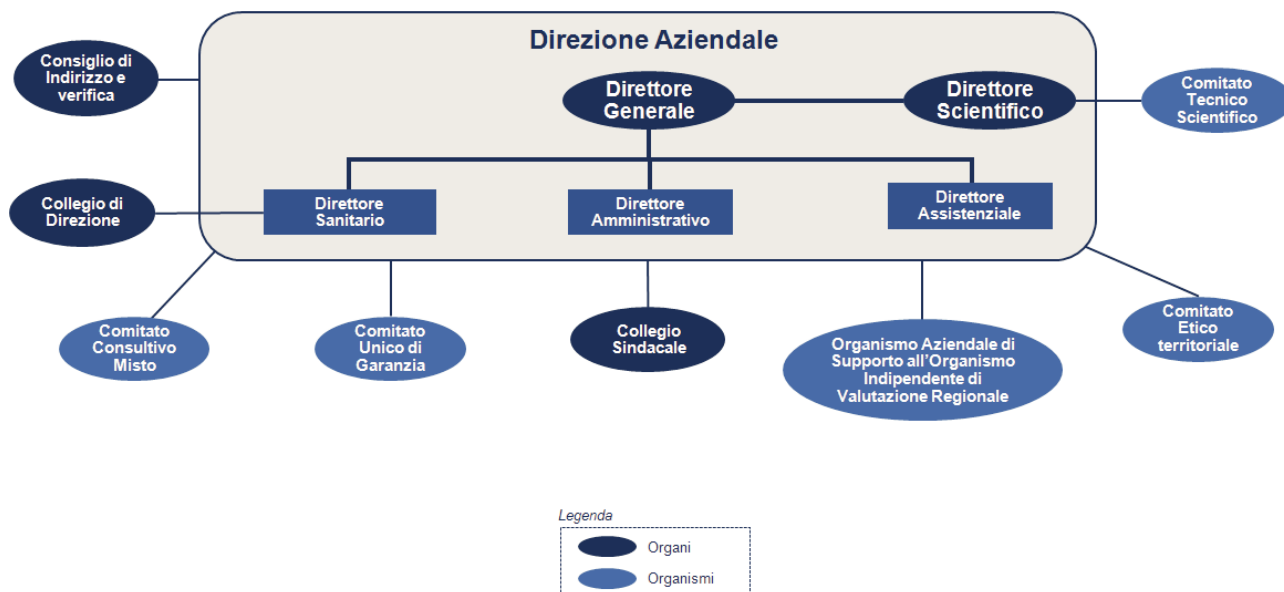 Direzione Aziendale
Consiglio di
Indirizzo e
verifica
Direttore
Generale
Direttore
Scientifico
Comitato
Tecnico
Scientifico
Collegio di
Direzione
Direttore
Sanitario
Direttore
Amministrativo
Direttore
Assistenziale
Comitato
Consultivo
Misto
Comitato
Unico di
Garanzia
Collegio
Sindacale
Organismo Aziendale di
Supporto all'Organismo
Indipendente di
Valutazione Regionale
Comitato
Etico
territoriale
Legenda
Organi
Organismi